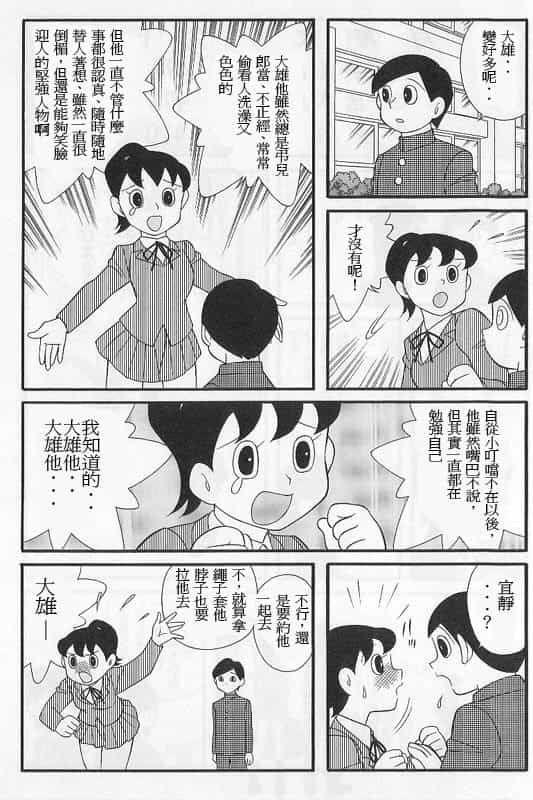 大雄．．
變好多呢．．
才沒有呢！
大雄他雖然總是弔兒
郎當、不正經、常常
偷看人洗澡又
色色的
但他一直不管什麼
事都很認真、隨時隨地
替人著想、雖然一直很
倒楣，但還是能夠笑臉
迎人的堅強人物啊
自從小叮噹不在以後，
他雖然嘴巴不說，
但其實一直都在
勉強自己
我知道的．．
大雄他．
大雄他．．．
宜靜
．．．？
不行，還
是要約他
一起去
不，就算拿
繩子套他
脖子也要
拉他去
大雄—